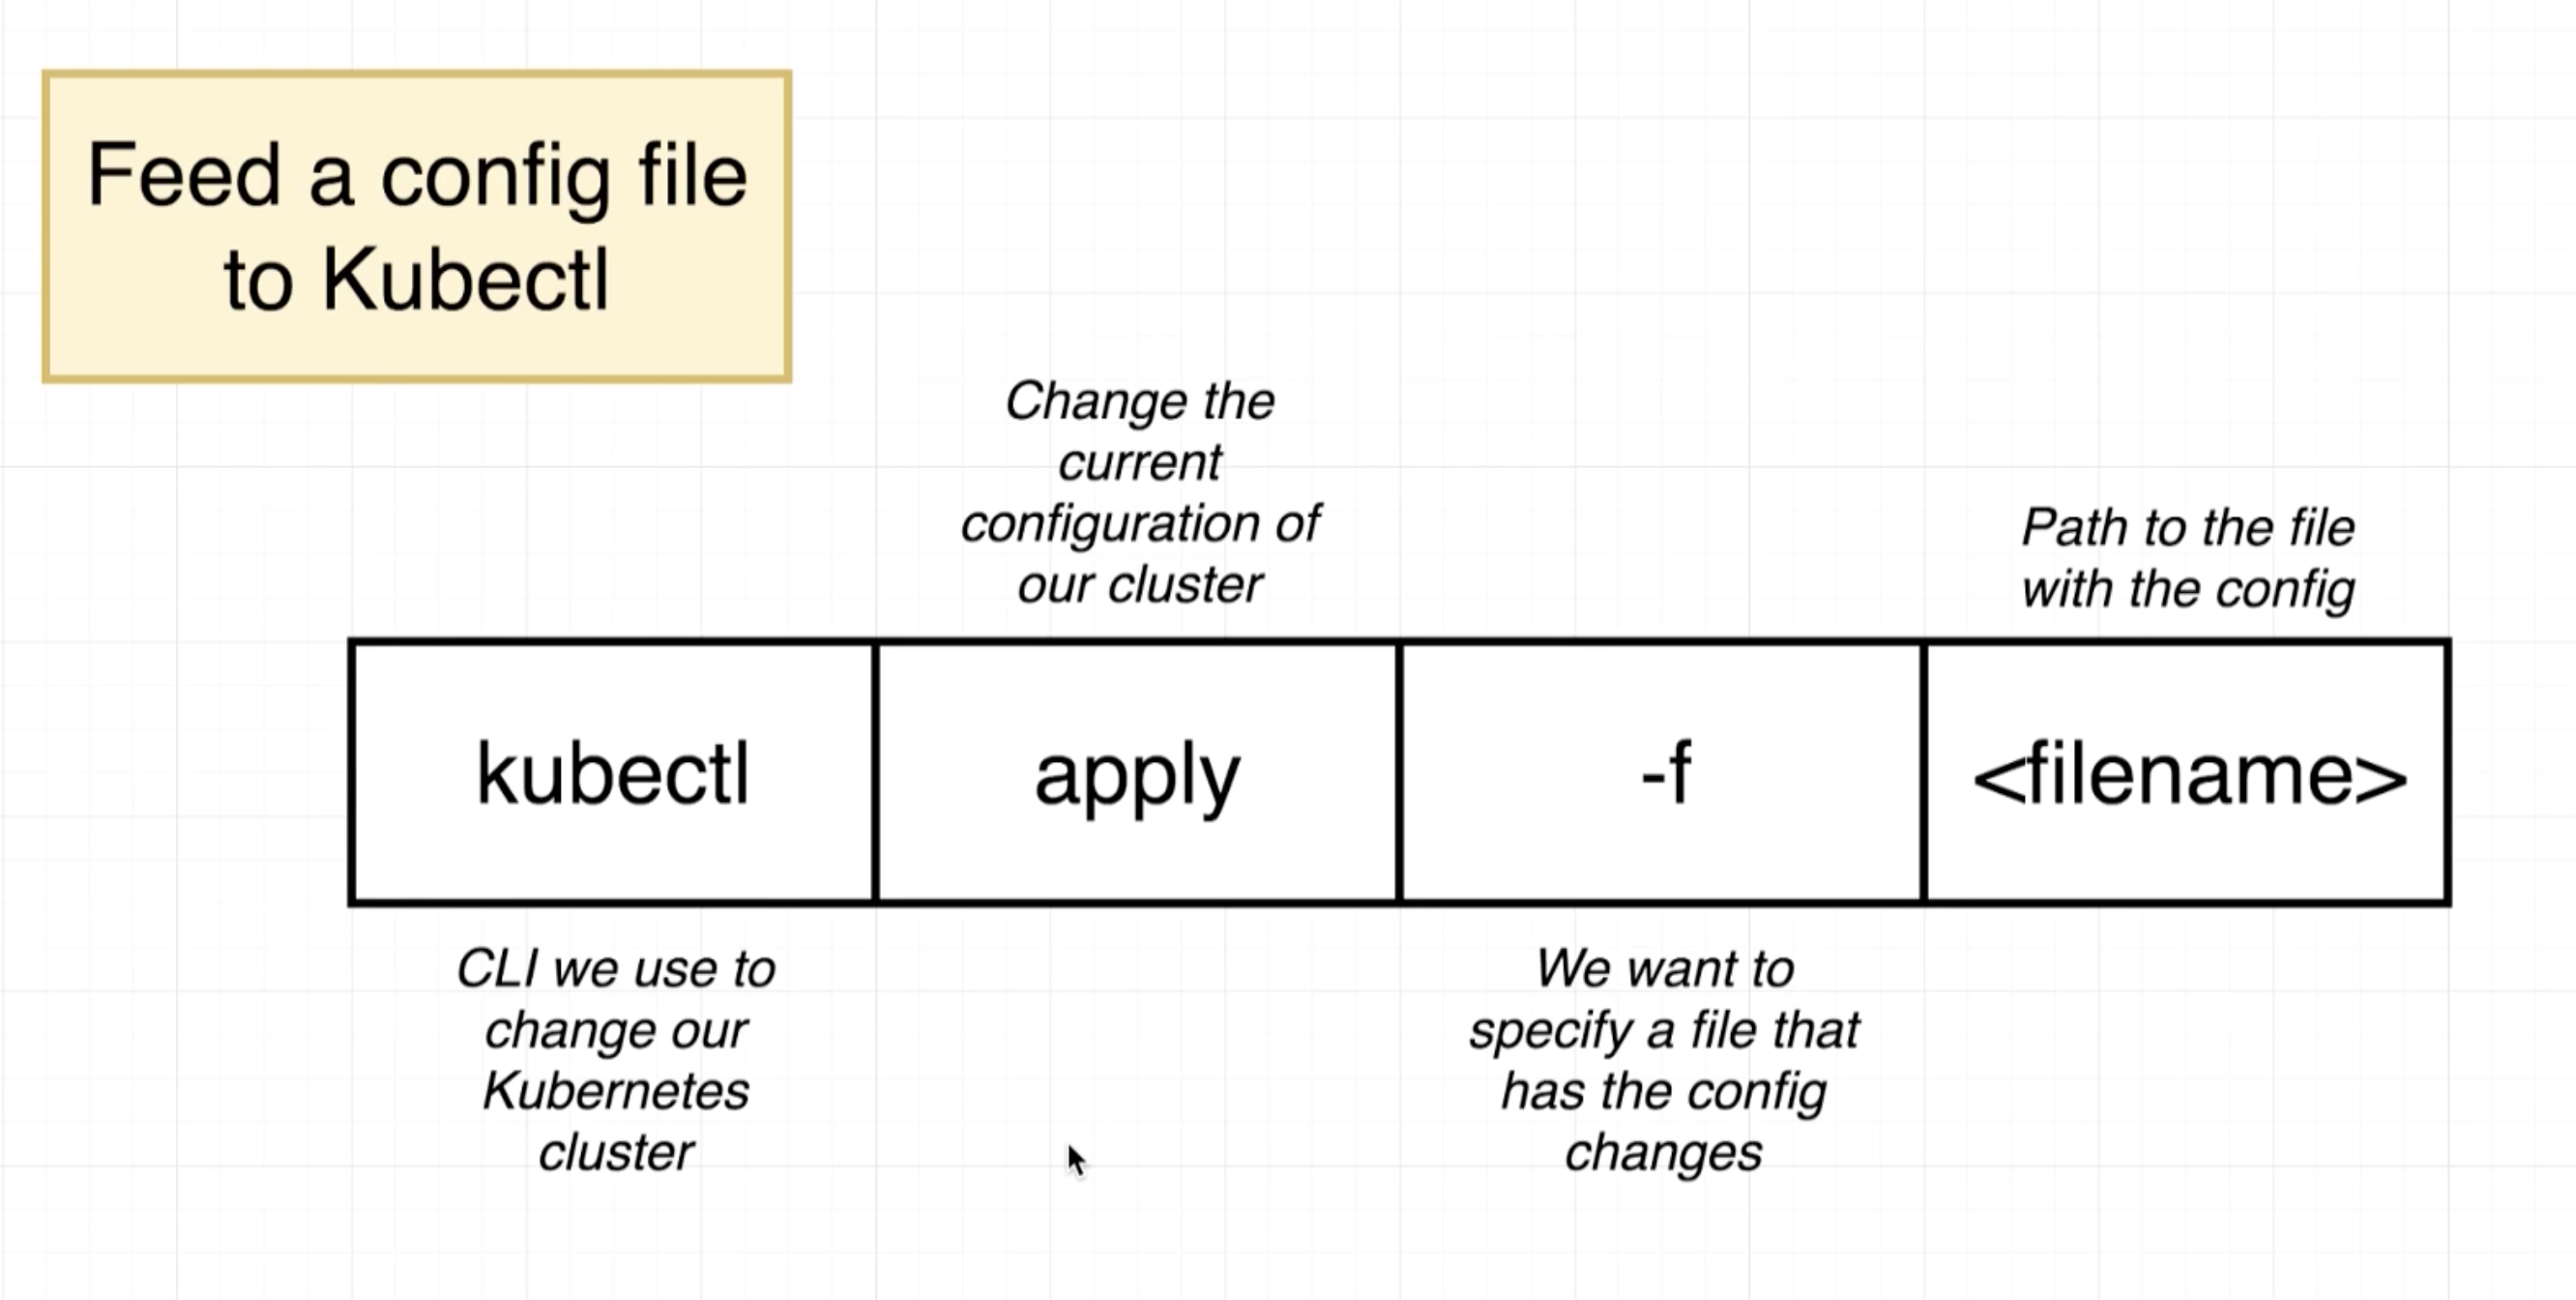 Feed a config file
to Kubectl
Change the
current
configuration of
our cluster
Path to the file
with the config
kubectl
apply
-f
<filename>
CLI we use to
change our
Kubernetes
cluster
We want to
specify a file that
has the config
changes